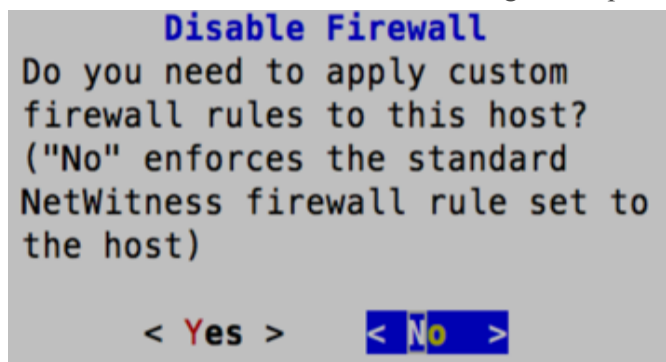 Disable Firewall
Do you need to apply custom
firewall rules to this host?
("No" enforces the standard
NetWitness firewall rule set to
the host)
< Yes > < No >